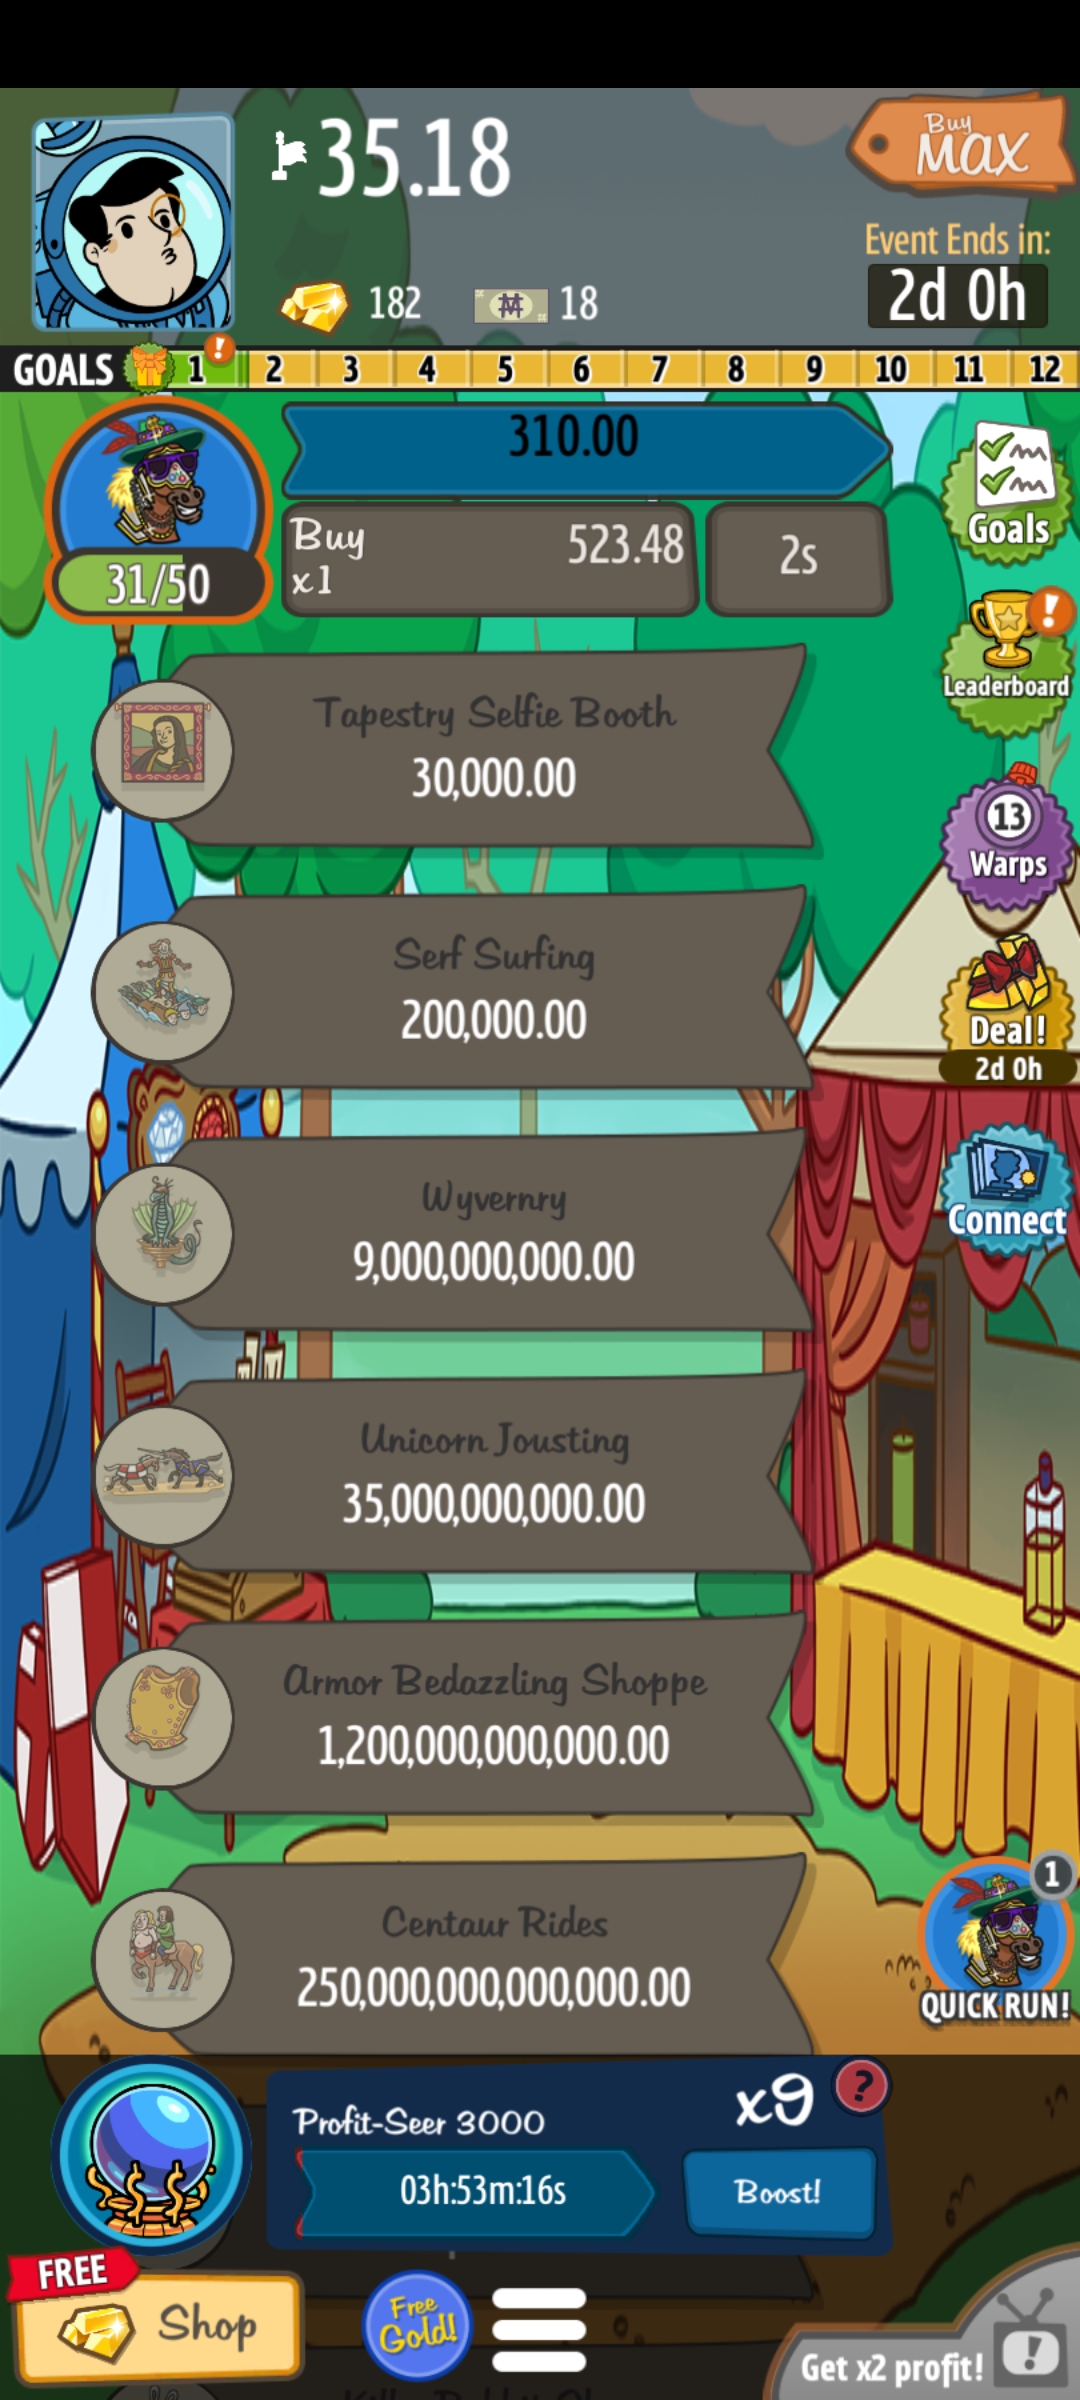 35.18
Buy
MAX
182
18
Event Ends in:
2d 0h
GOALS 1 ! 2 3 4 5 6 7 8 9 10 11 12
310.00
31/50
Buy
x1
523.48
2s
Goals
!
Leaderboard
Tapestry Selfie Booth
30,000.00
13
Warps
Serf Surfing
200,000.00
Deal!
2d 0h
Wyvernry
9,000,000,000.00
Connect
Unicorn Jousting
35,000,000,000.00
Armor Bedazzling Shoppe
1,200,000,000,000.00
Centaur Rides
250,000,000,000,000.00
1
QUICK RUN!
Profit-Seer 3000
x9
?
03h:53m:16s
Boost!
FREE
Shop
Free
Gold!
Get x2 profit!
!